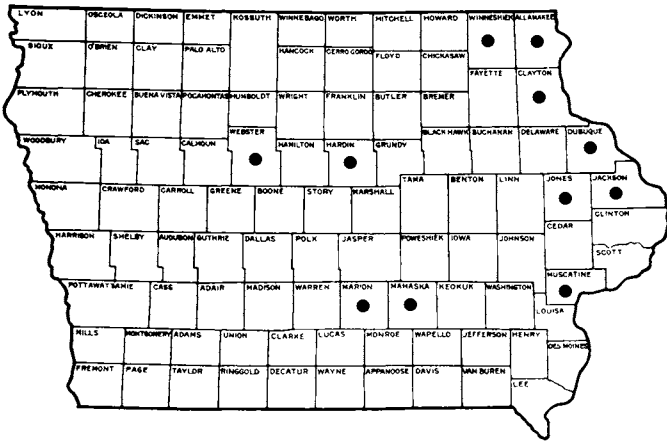 LYON OSCEOLA DICKINSON EMMET KOSSUTH WINNEBAGO WORTH MITCHELL HOWARD WINNESHIEK ALLAMAKEE
SIOUX O'BRIEN CLAY PALO ALTO HANCOCK CERRO GORDO FLOYD CHICKASAW
FAYETTE CLAYTON
PLYMOUTH CHEROKEE BUENA VISTA POCAHONTAS HUMBOLDT WRIGHT FRANKLIN BUTLER BREMER
WEBSTER BLACK HAWK BUCHANAN DELAWARE DUBUQUE
WOODBURY IDA SAC CALHOUN HAMILTON HARDIN GRUNDY
TAMA BENTON LINN JONES JACKSON
MONONA CRAWFORD CARROLL GREENE BOONE STORY MARSHALL
CLINTON
CEDAR
HARRISON SHELBY AUDUBON GUTHRIE DALLAS POLK JASPER POWESHIEK IOWA JOHNSON
SCOTT
MUSCATINE
POTTAWATTAMIE CASS ADAIR MADISON WARREN MARION MAHASKA KEOKUK WASHINGTON
LOUISA
MILLS MONTGOMERY ADAMS UNION CLARKE LUCAS MONROE WAPELLO JEFFERSON HENRY
DES MOINES
FREMONT PAGE TAYLOR RINGGOLD DECATUR WAYNE APPANOOSE DAVIS VAN BUREN
LEE